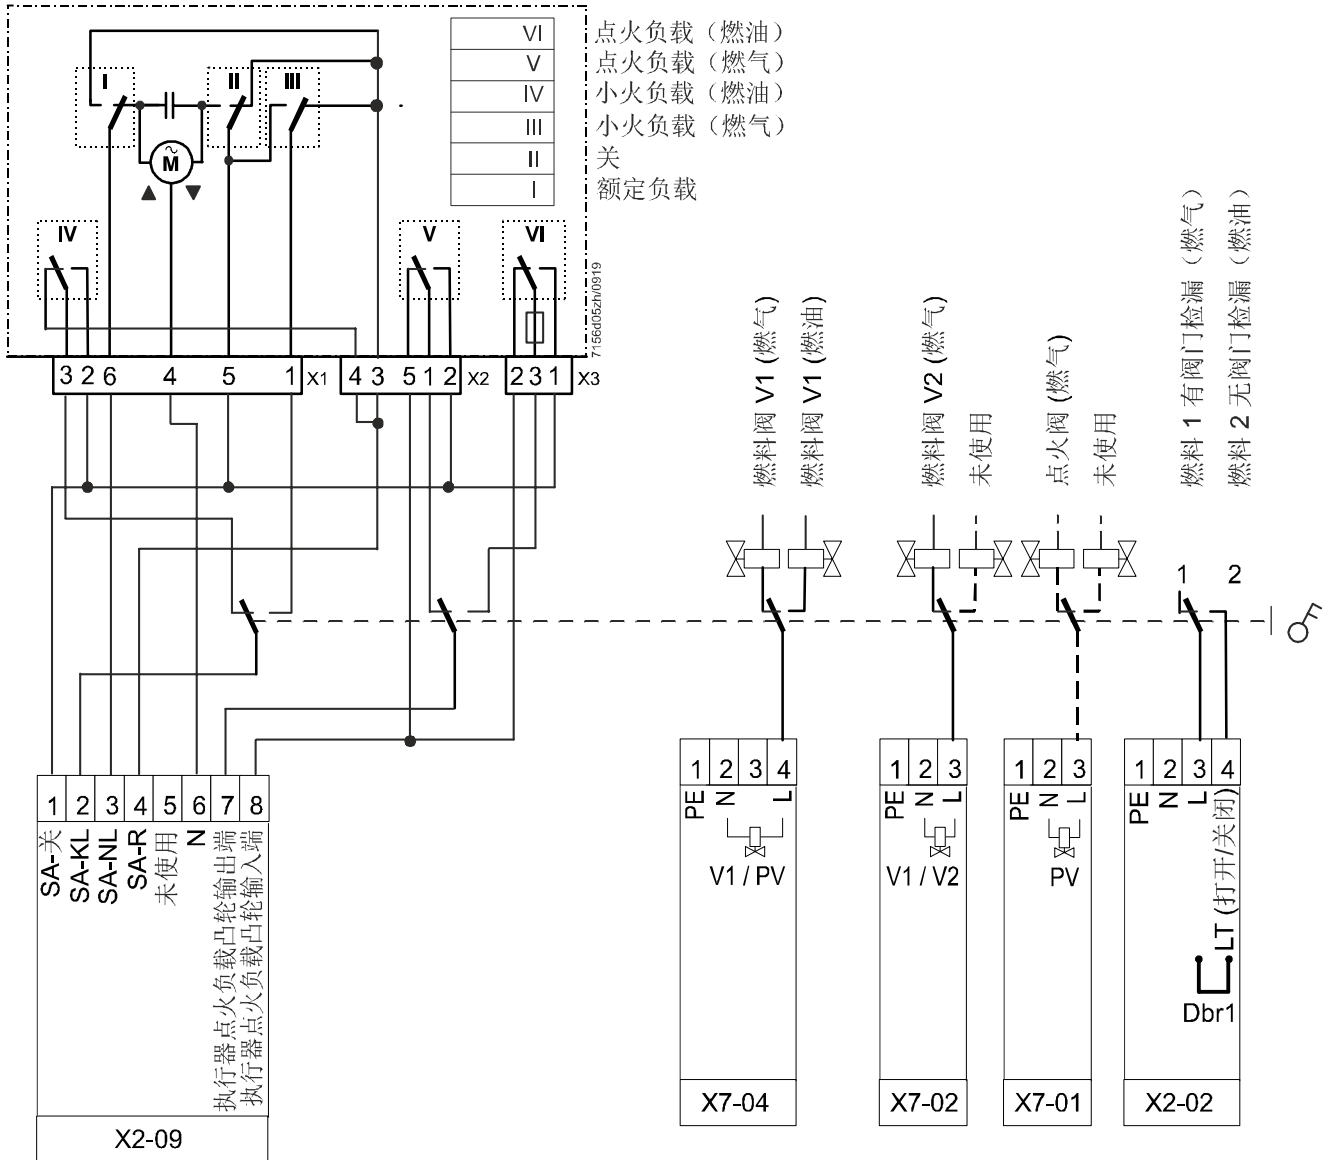 VI 点火负载（燃油）
V 点火负载（燃气）
IV 小火负载（燃油）
III 小火负载（燃气）
II 关
I 额定负载
I
II
III
~
M
IV
V
VI
7156d05zh/0919
3 2 6 4 5 1 X1
4 3 5 1 2 X2
2 3 1 X3
燃料阀 V1 (燃气)
燃料阀 V1 (燃油)
燃料阀 V2 (燃气)
未使用
点火阀 (燃气)
未使用
燃料 1 有阀门检漏（燃气）
燃料 2 无阀门检漏（燃油）
1 2
1 2 3 4 5 6 7 8
SA-关
SA-KL
SA-NL
SA-R
未使用
N
执行器点火负载凸轮输出端
执行器点火负载凸轮输入端
X2-09
1 2 3 4
PE
N
L
V1 / PV
X7-04
1 2 3
PE
N
L
V1 / V2
X7-02
1 2 3
PE
N
L
PV
X7-01
1 2 3 4
PE
N
L
LT (打开/关闭)
Dbr1
X2-02